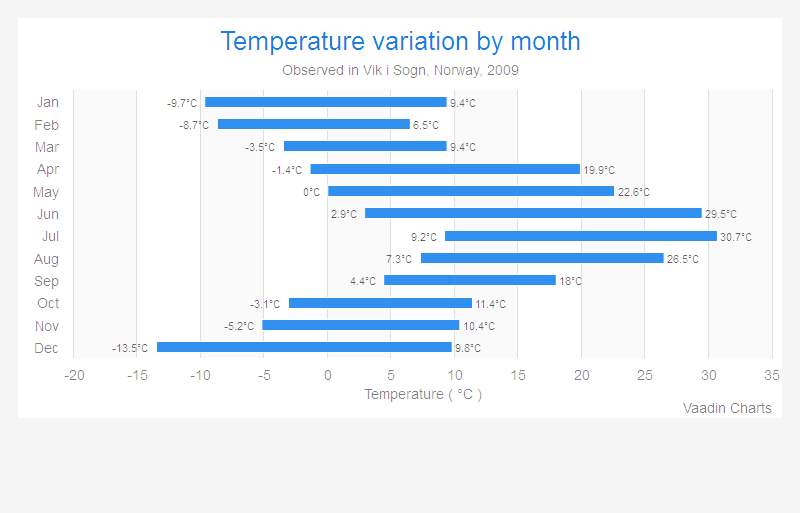 Temperature variation by month
Observed in Vik i Sogn, Norway, 2009
Jan -9.7°C 9.4°C
Feb -8.7°C 6.5°C
Mar -3.5°C 9.4°C
Apr -1.4°C 19.9°C
May 0°C 22.6°C
Jun 2.9°C 29.5°C
Jul 9.2°C 30.7°C
Aug 7.3°C 26.5°C
Sep 4.4°C 18°C
Oct -3.1°C 11.4°C
Nov -5.2°C 10.4°C
Dec -13.5°C 9.8°C
-20 -15 -10 -5 0 5 10 15 20 25 30 35
Temperature ( °C )
Vaadin Charts